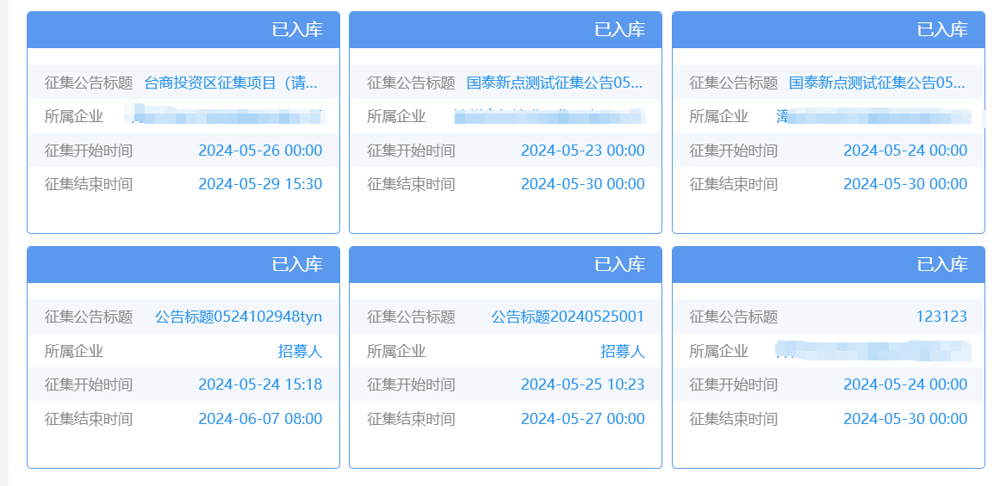 已入库
征集公告标题 台商投资区征集项目（请...
所属企业
征集开始时间 2024-05-26 00:00
征集结束时间 2024-05-29 15:30
已入库
征集公告标题 国泰新点测试征集公告05...
所属企业
征集开始时间 2024-05-23 00:00
征集结束时间 2024-05-30 00:00
已入库
征集公告标题 国泰新点测试征集公告05...
所属企业 漳
征集开始时间 2024-05-24 00:00
征集结束时间 2024-05-30 00:00
已入库
征集公告标题 公告标题0524102948tyn
所属企业 招募人
征集开始时间 2024-05-24 15:18
征集结束时间 2024-06-07 08:00
已入库
征集公告标题 公告标题20240525001
所属企业 招募人
征集开始时间 2024-05-25 10:23
征集结束时间 2024-05-27 00:00
已入库
征集公告标题 123123
所属企业
征集开始时间 2024-05-24 00:00
征集结束时间 2024-05-30 00:00